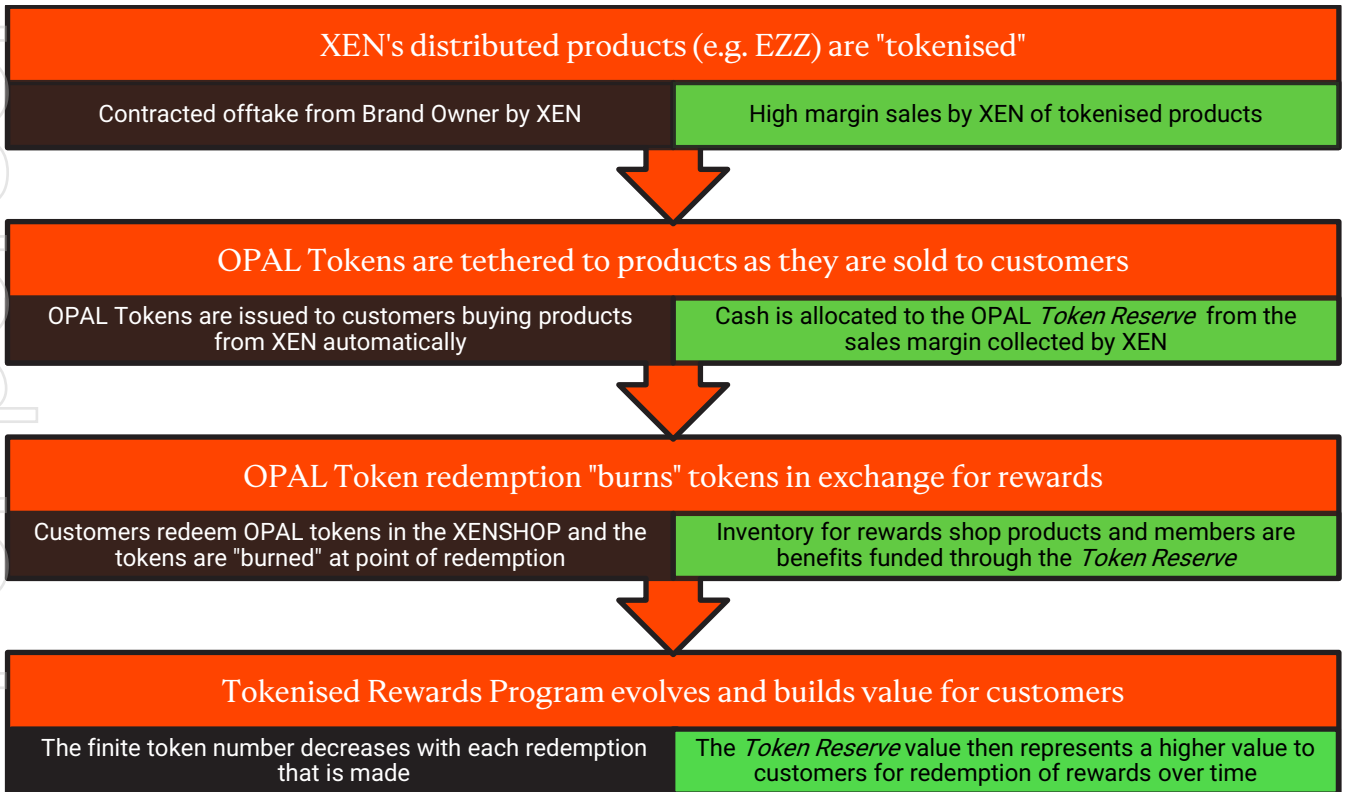 XEN's distributed products (e.g. EZZ) are "tokenised"
Contracted offtake from Brand Owner by XEN
High margin sales by XEN of tokenised products
OPAL Tokens are tethered to products as they are sold to customers
OPAL Tokens are issued to customers buying products
from XEN automatically
Cash is allocated to the OPAL Token Reserve from the
sales margin collected by XEN
OPAL Token redemption "burns" tokens in exchange for rewards
Customers redeem OPAL tokens in the XENSHOP and the
tokens are "burned" at point of redemption
Inventory for rewards shop products and members are
benefits funded through the Token Reserve
Tokenised Rewards Program evolves and builds value for customers
The finite token number decreases with each redemption
that is made
The Token Reserve value then represents a higher value to
customers for redemption of rewards over time